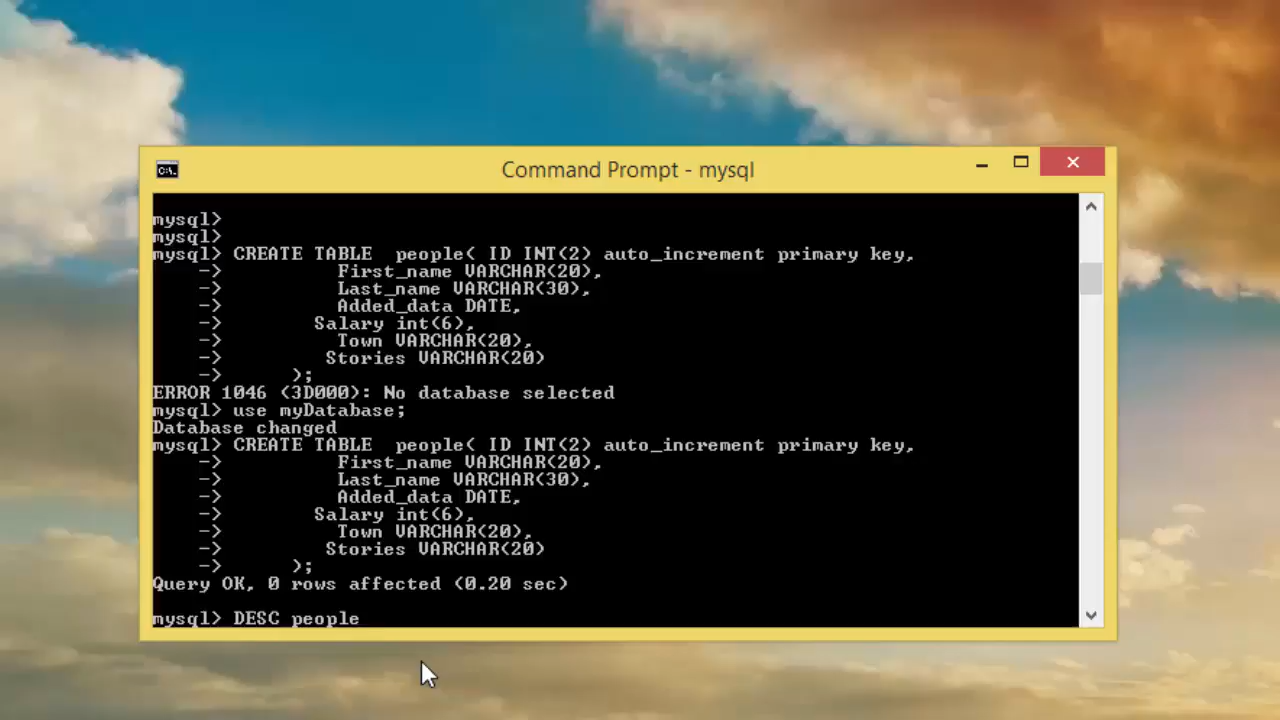 Command Prompt - mysql
mysql>
mysql>
mysql> CREATE TABLE  people( ID INT(2) auto_increment primary key,
    ->          First_name VARCHAR(20),
    ->          Last_name VARCHAR(30),
    ->          Added_data DATE,
    ->        Salary int(6),
    ->          Town VARCHAR(20),
    ->         Stories VARCHAR(20)
    ->      );
ERROR 1046 (3D000): No database selected
mysql> use myDatabase;
Database changed
mysql> CREATE TABLE  people( ID INT(2) auto_increment primary key,
    ->          First_name VARCHAR(20),
    ->          Last_name VARCHAR(30),
    ->          Added_data DATE,
    ->        Salary int(6),
    ->          Town VARCHAR(20),
    ->         Stories VARCHAR(20)
    ->      );
Query OK, 0 rows affected (0.20 sec)
mysql> DESC people